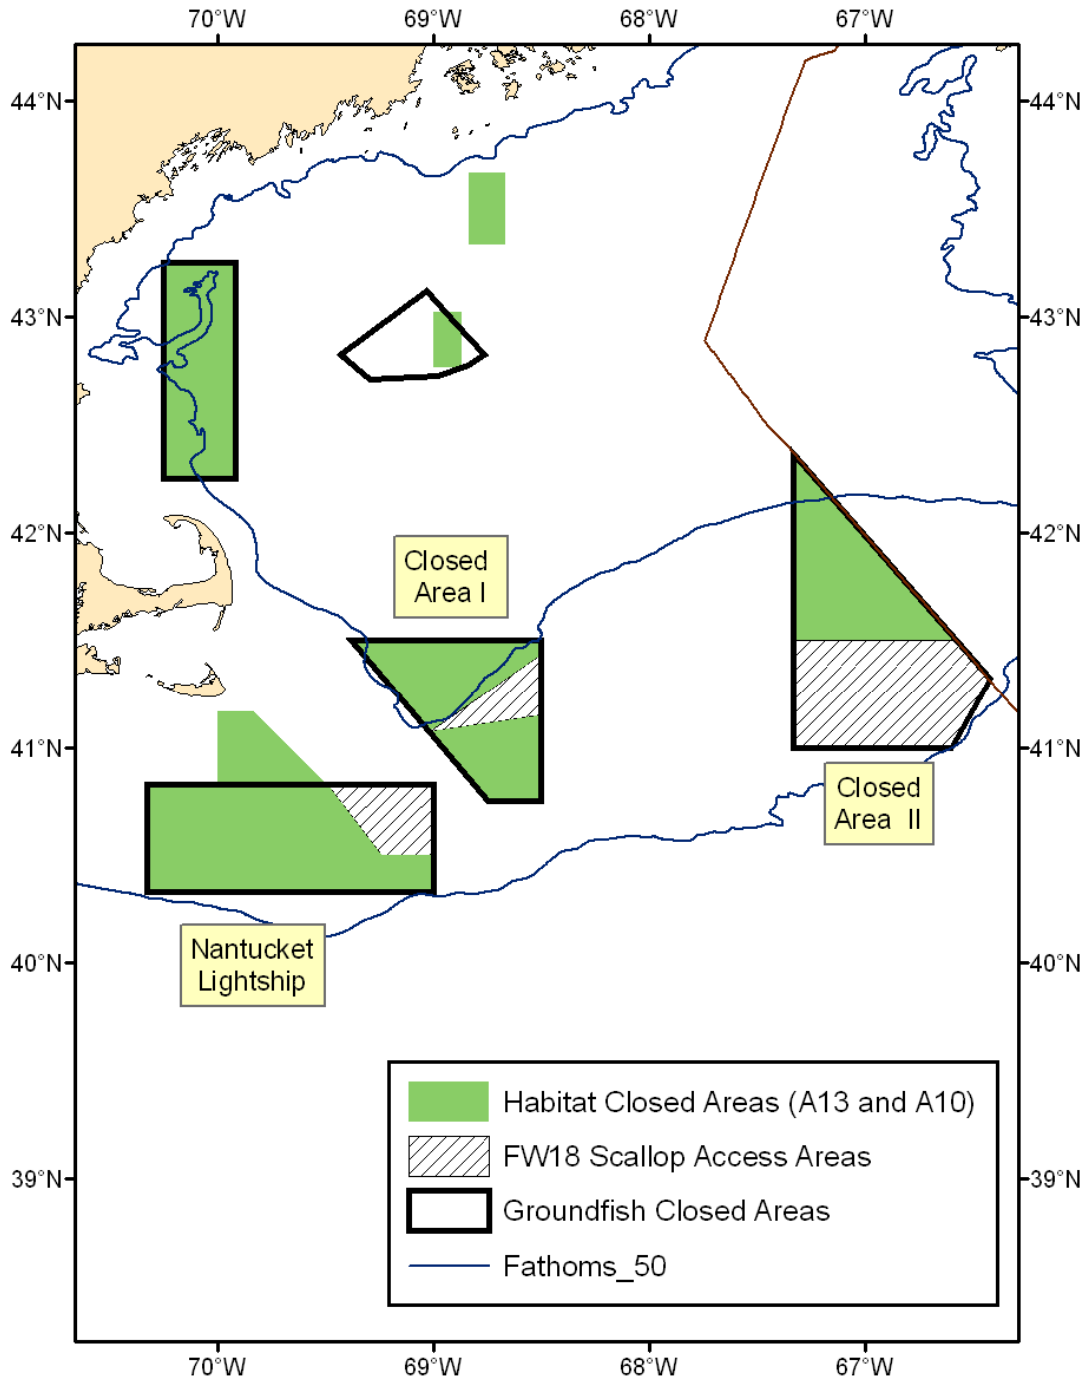 70°W 69°W 68°W 67°W
44°N 44°N
43°N 43°N
42°N 42°N
Closed
Area I
41°N 41°N
Closed
Area II
Nantucket
Lightship
40°N 40°N
Habitat Closed Areas (A13 and A10)
FW18 Scallop Access Areas
39°N 39°N
Groundfish Closed Areas
Fathoms_50
70°W 69°W 68°W 67°W